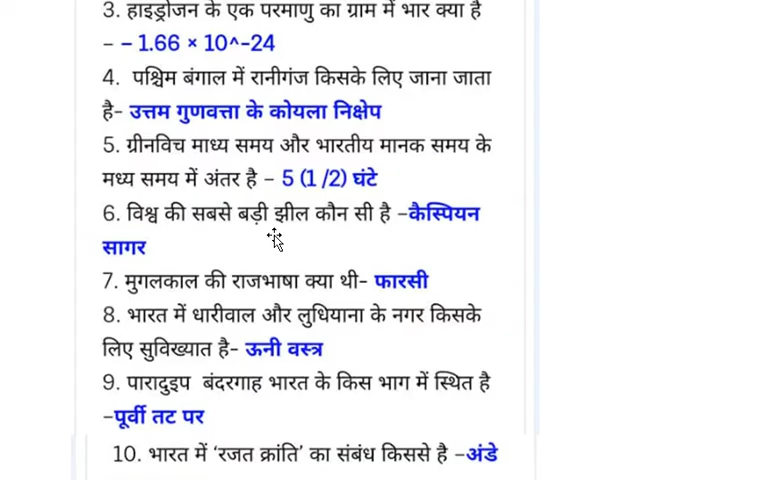 3. हाइड्रोजन के एक परमाणु का ग्राम में भार क्या है
– – 1.66 × 10^-24
4. पश्चिम बंगाल में रानीगंज किसके लिए जाना जाता
है- उत्तम गुणवत्ता के कोयला निक्षेप
5. ग्रीनविच माध्य समय और भारतीय मानक समय के
मध्य समय में अंतर है – 5 (1 /2) घंटे
6. विश्व की सबसे बड़ी झील कौन सी है –कैस्पियन
सागर
7. मुगलकाल की राजभाषा क्या थी- फारसी
8. भारत में धारीवाल और लुधियाना के नगर किसके
लिए सुविख्यात है- ऊनी वस्त्र
9. पारादुइप बंदरगाह भारत के किस भाग में स्थित है
–पूर्वी तट पर
10. भारत में ‘रजत क्रांति’ का संबंध किससे है –अंडे